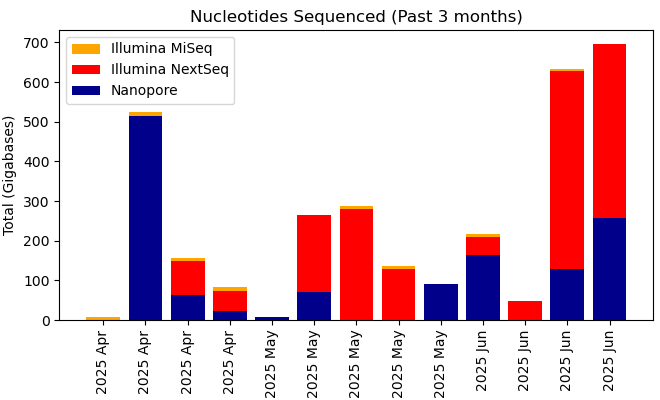 Nucleotides Sequenced (Past 3 months)
Total (Gigabases)
700
600
500
400
300
200
100
0
Illumina MiSeq
Illumina NextSeq
Nanopore
2025 Apr
2025 Apr
2025 Apr
2025 Apr
2025 May
2025 May
2025 May
2025 May
2025 May
2025 Jun
2025 Jun
2025 Jun
2025 Jun